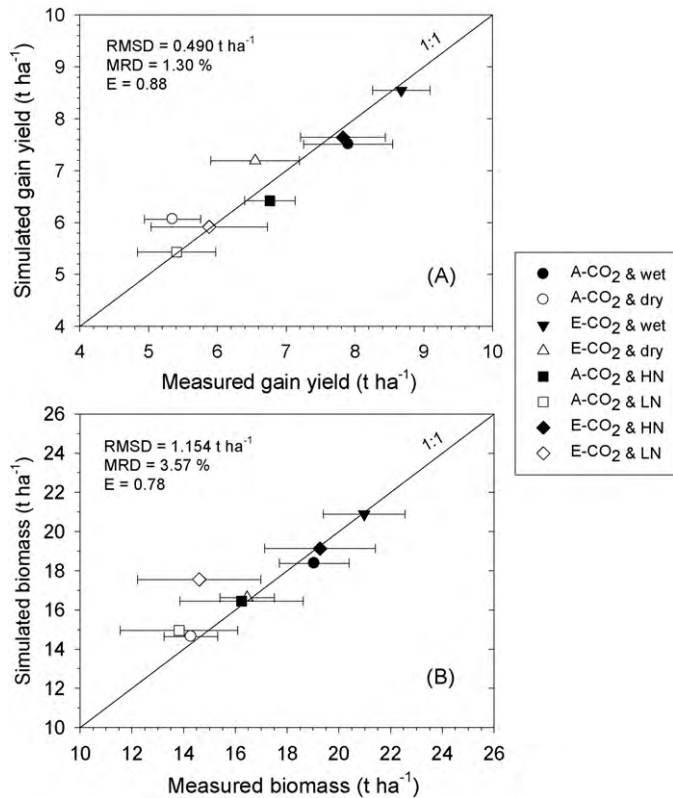 10
9
8
7
6
5
4
Simulated gain yield (t ha⁻¹)
RMSD = 0.490 t ha⁻¹
MRD = 1.30 %
E = 0.88
1:1
(A)
4 5 6 7 8 9 10
Measured gain yield (t ha⁻¹)
26
24
22
20
18
16
14
12
10
Simulated biomass (t ha⁻¹)
RMSD = 1.154 t ha⁻¹
MRD = 3.57 %
E = 0.78
1:1
(B)
10 12 14 16 18 20 22 24 26
Measured biomass (t ha⁻¹)
A-CO₂ & wet
A-CO₂ & dry
E-CO₂ & wet
E-CO₂ & dry
A-CO₂ & HN
A-CO₂ & LN
E-CO₂ & HN
E-CO₂ & LN